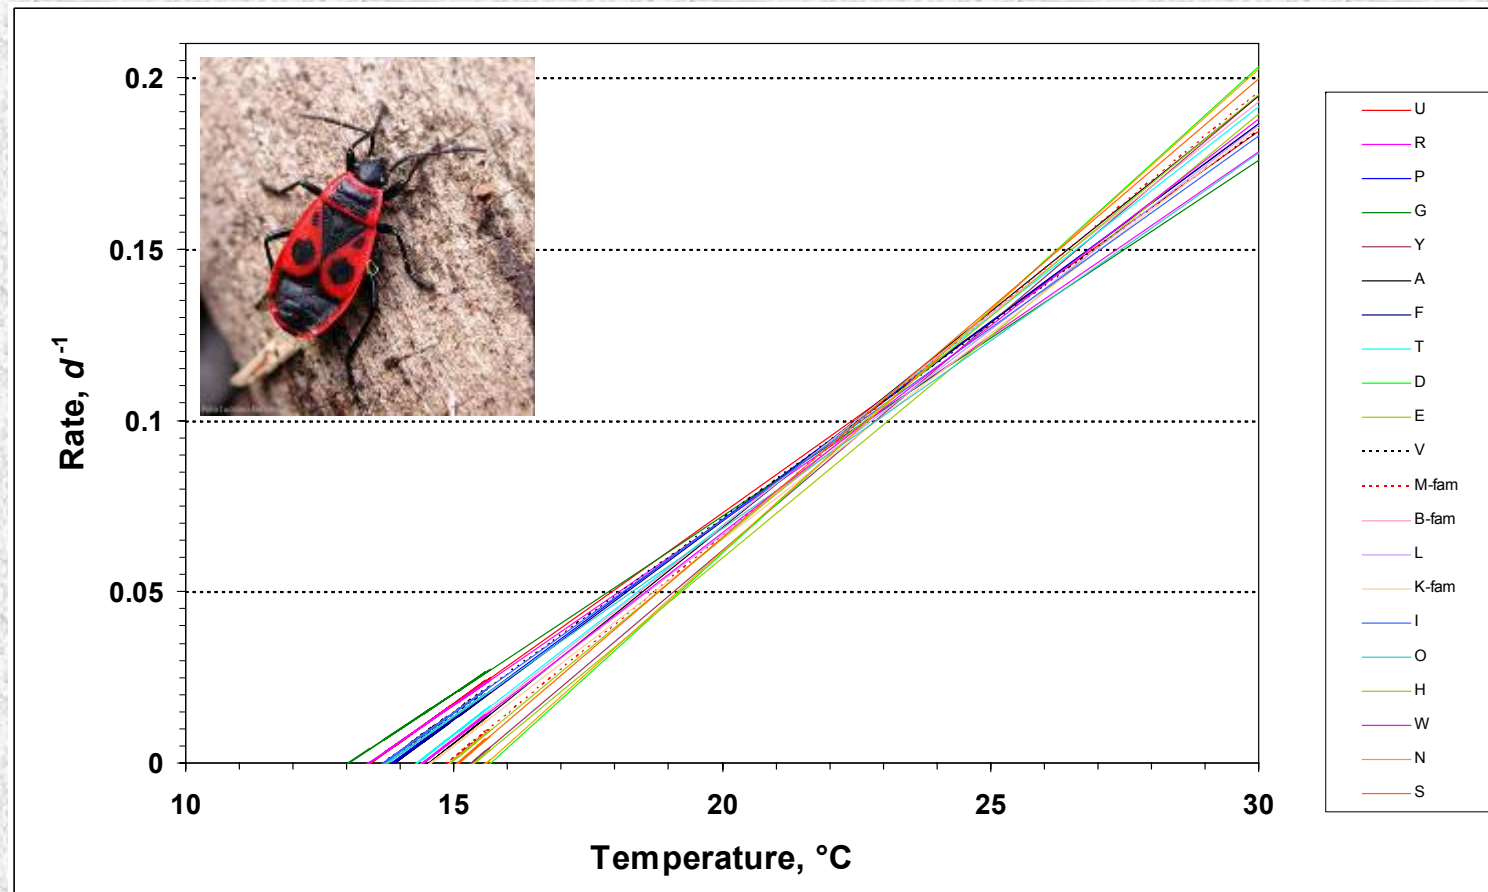 0.2
0.15
0.1
0.05
0
10
15
20
25
30
Rate, d⁻¹
Temperature, °C
U
R
P
G
Y
A
F
T
D
E
V
M-fam
B-fam
L
K-fam
I
O
H
W
N
S